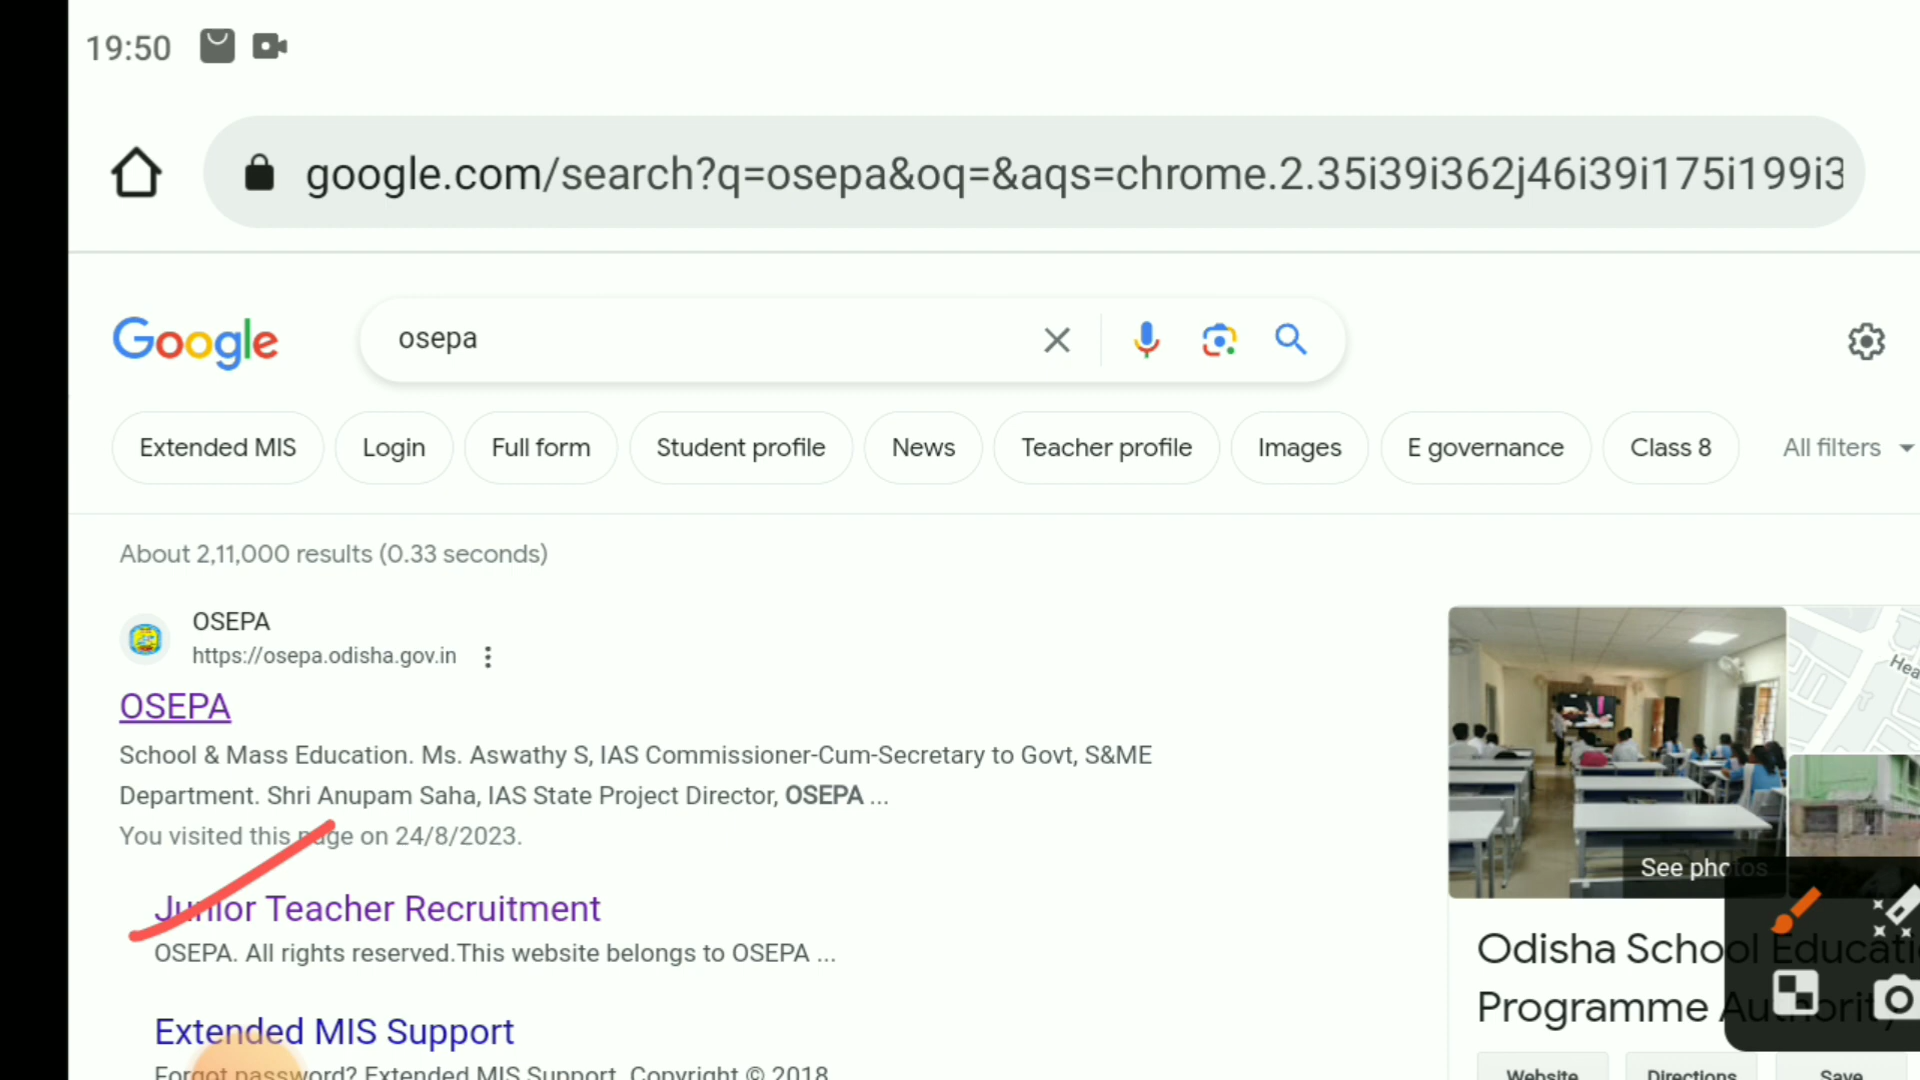 19:50
google.com/search?q=osepa&oq=&aqs=chrome.2.35i39i362j46i39i175i199i3
Google
osepa
Extended MIS
Login
Full form
Student profile
News
Teacher profile
Images
E governance
Class 8
All filters
About 2,11,000 results (0.33 seconds)
OSEPA
https://osepa.odisha.gov.in
OSEPA
School & Mass Education. Ms. Aswathy S, IAS Commissioner-Cum-Secretary to Govt, S&ME
Department. Shri Anupam Saha, IAS State Project Director, OSEPA ...
You visited this page on 24/8/2023.
Junior Teacher Recruitment
OSEPA. All rights reserved.This website belongs to OSEPA ...
Extended MIS Support
Forgot password? Extended MIS Support. Copyright © 2018
Hea
See photos
Odisha School Educati
Programme Authority
Website
Directions
Save